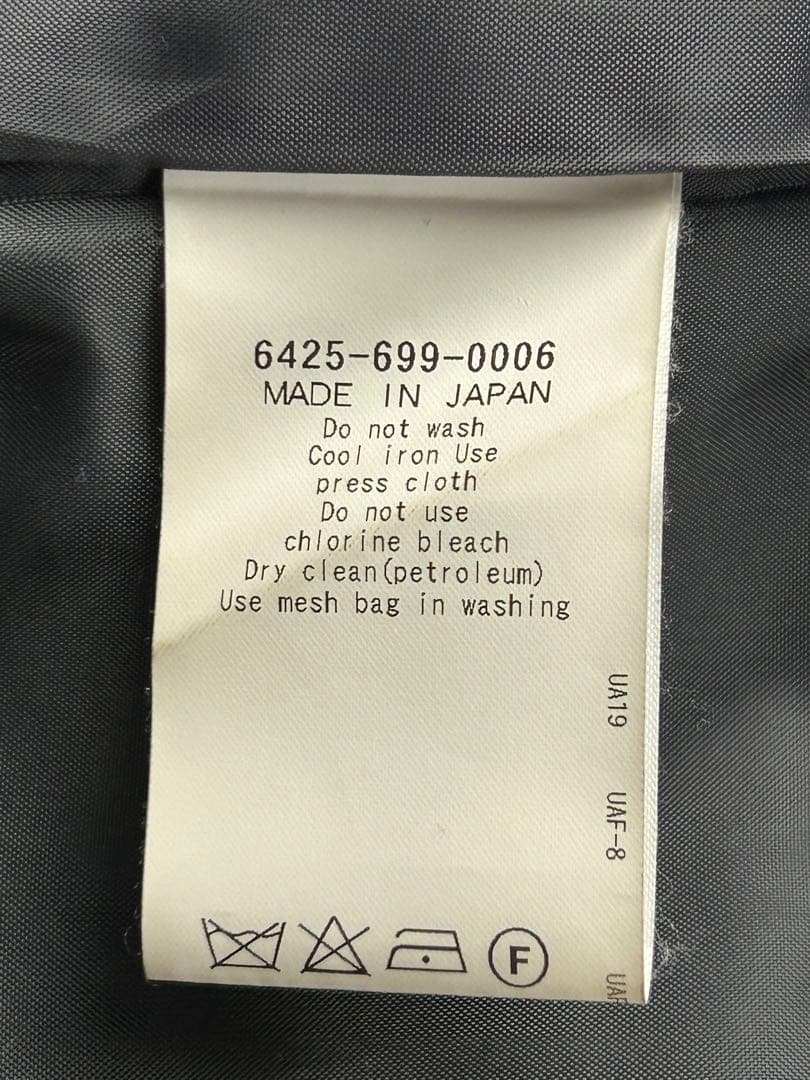 6425-699-0006
MADE IN JAPAN
Do not wash
Cool iron Use
press cloth
Do not use
chlorine bleach
Dry clean(petroleum)
Use mesh bag in washing
UA19
UAF-8
F